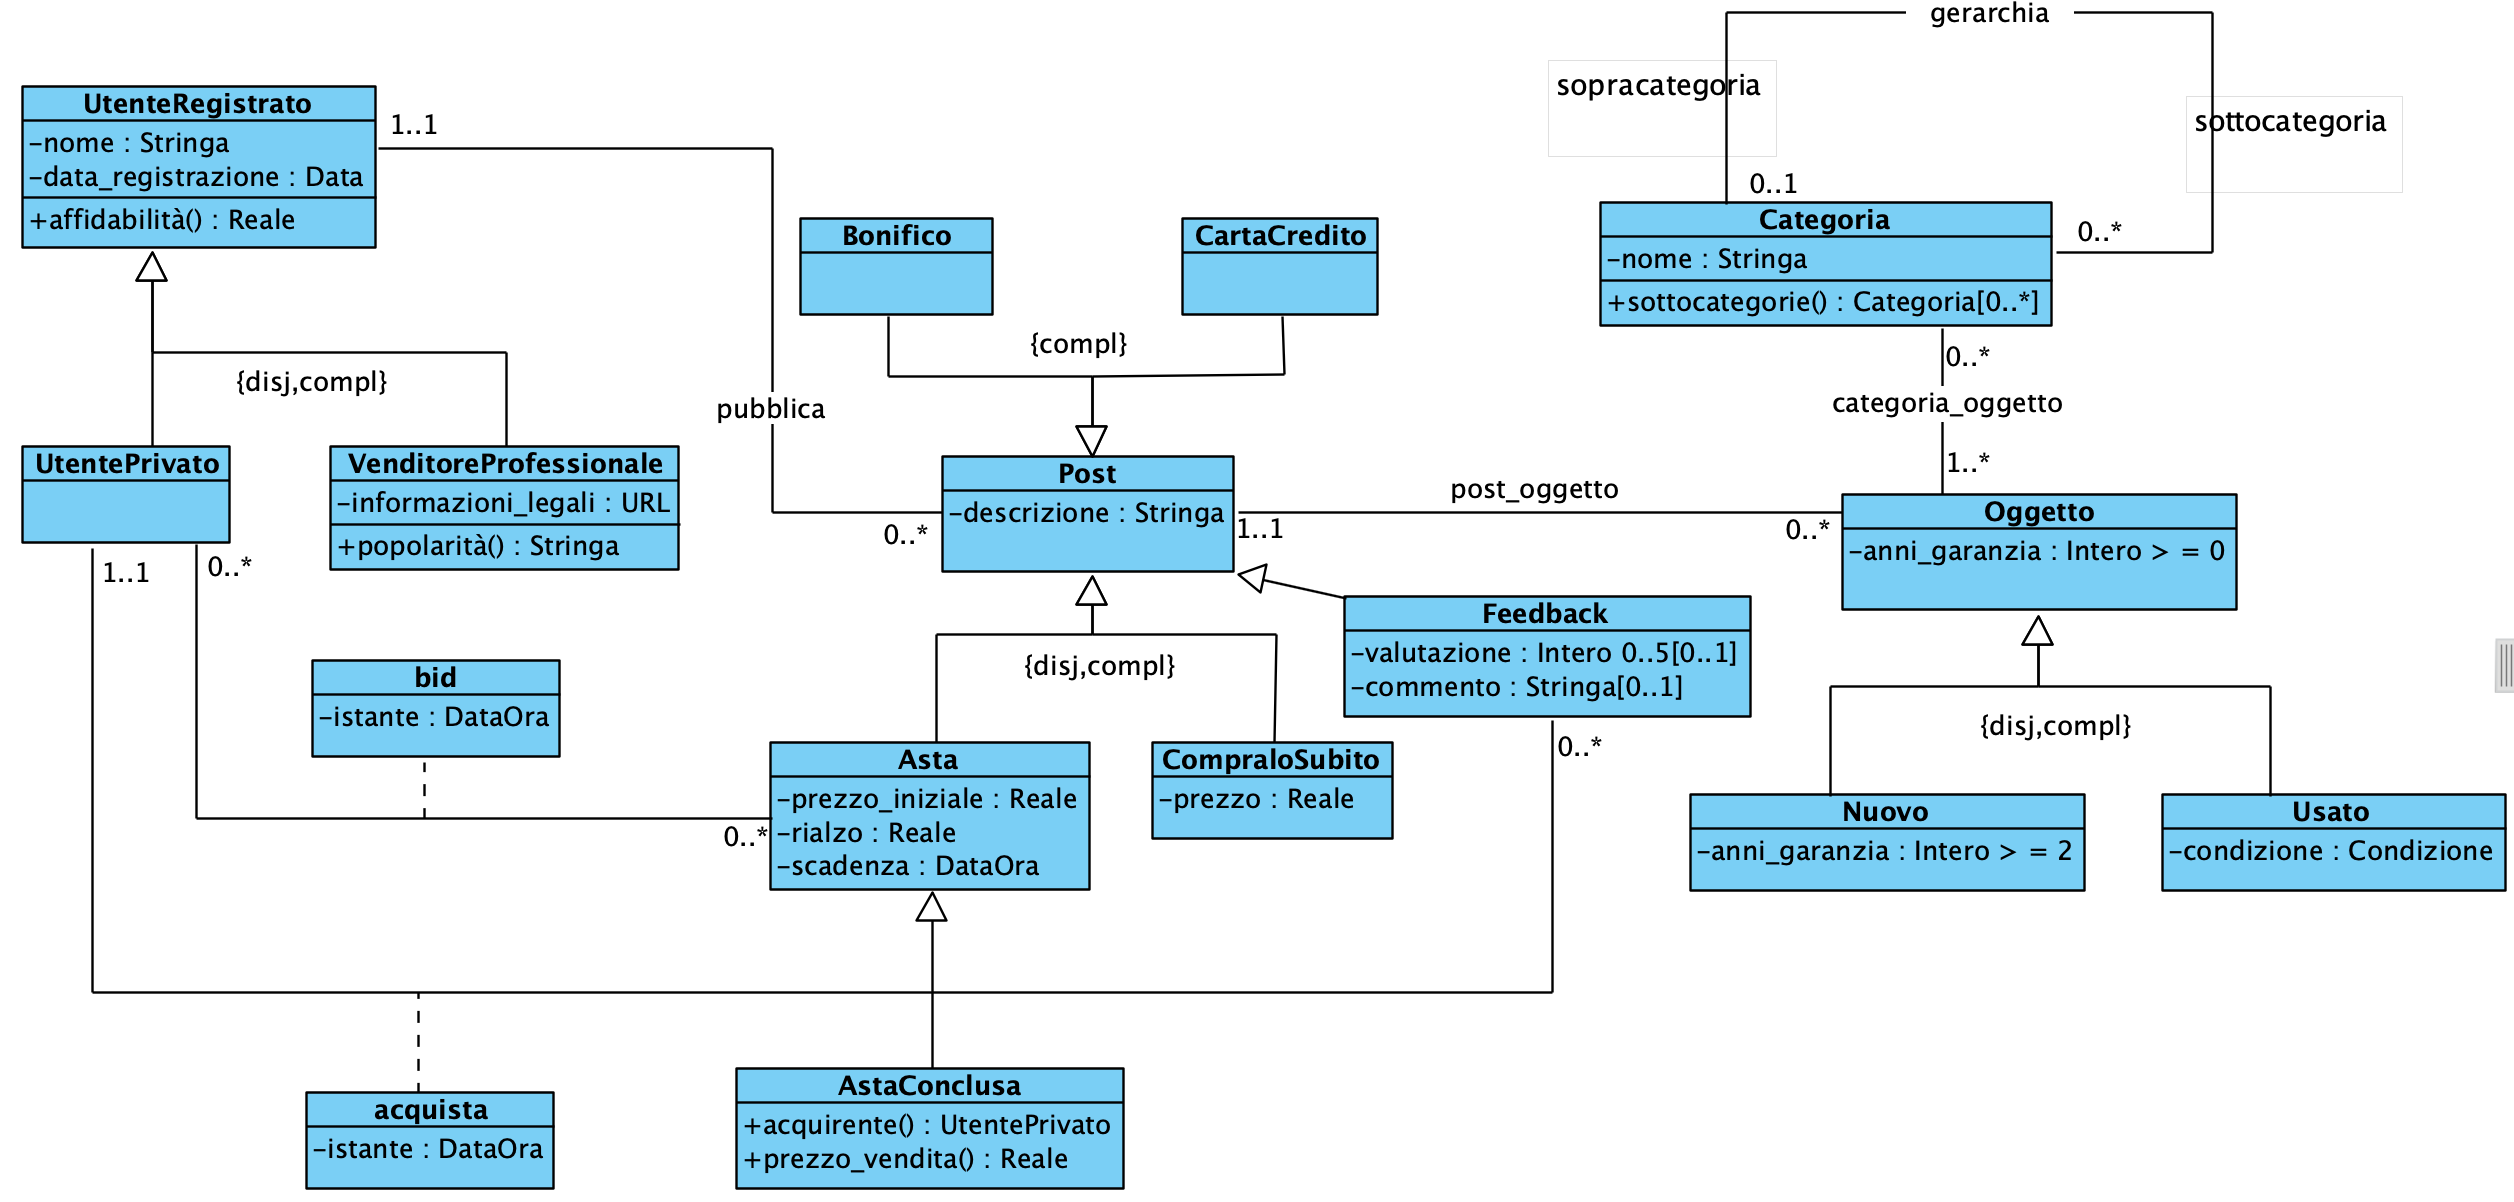 gerarchia
sopracategoria
sottocategoria
UtenteRegistrato
-nome : Stringa
-data_registrazione : Data
+affidabilità() : Reale
1..1
0..1
Bonifico
CartaCredito
Categoria
-nome : Stringa
+sottocategorie() : Categoria[0..*]
0..*
{compl}
{disj,compl}
pubblica
0..*
categoria_oggetto
1..*
UtentePrivato
VenditoreProfessionale
-informazioni_legali : URL
+popolarità() : Stringa
Post
-descrizione : Stringa
0..*
1..1
post_oggetto
0..*
Oggetto
-anni_garanzia : Intero > = 0
1..1
0..*
{disj,compl}
Feedback
-valutazione : Intero 0..5[0..1]
-commento : Stringa[0..1]
0..*
bid
-istante : DataOra
{disj,compl}
0..*
Asta
-prezzo_iniziale : Reale
-rialzo : Reale
-scadenza : DataOra
CompraloSubito
-prezzo : Reale
Nuovo
-anni_garanzia : Intero > = 2
Usato
-condizione : Condizione
acquista
-istante : DataOra
AstaConclusa
+acquirente() : UtentePrivato
+prezzo_vendita() : Reale